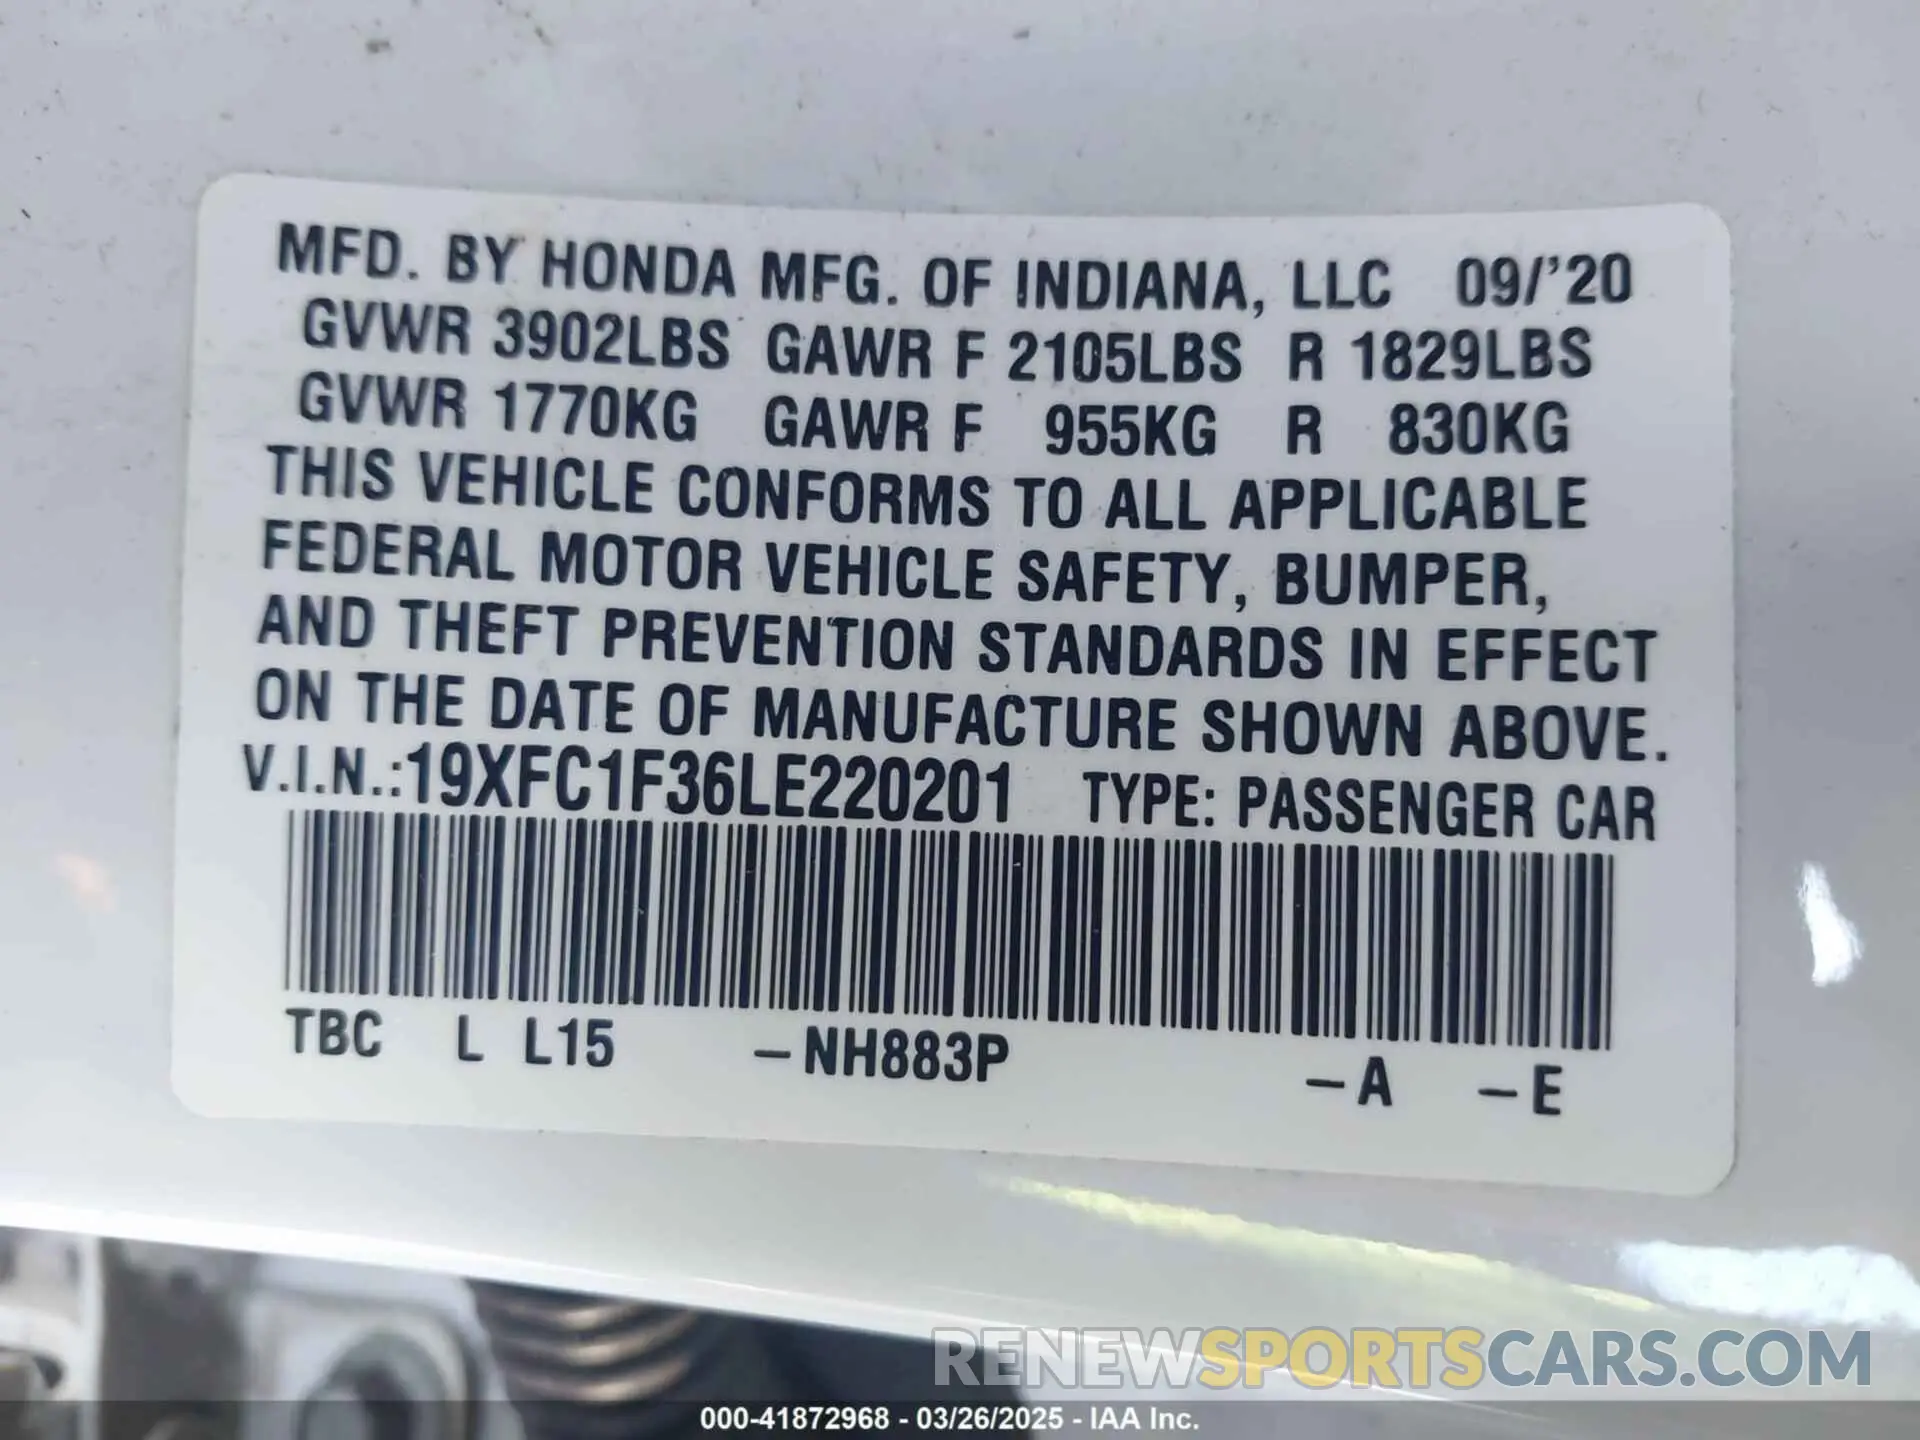 MFD. BY HONDA MFG. OF INDIANA, LLC 09/'20
GVWR 3902LBS GAWR F 2105LBS R 1829LBS
GVWR 1770KG GAWR F 955KG R 830KG
THIS VEHICLE CONFORMS TO ALL APPLICABLE
FEDERAL MOTOR VEHICLE SAFETY, BUMPER,
AND THEFT PREVENTION STANDARDS IN EFFECT
ON THE DATE OF MANUFACTURE SHOWN ABOVE.
V.I.N.:19XFC1F36LE220201 TYPE: PASSENGER CAR
TBC L L15 –NH883P –A –E
RENEWSPORTSCARS.COM
000-41872968 - 03/26/2025 - IAA Inc.